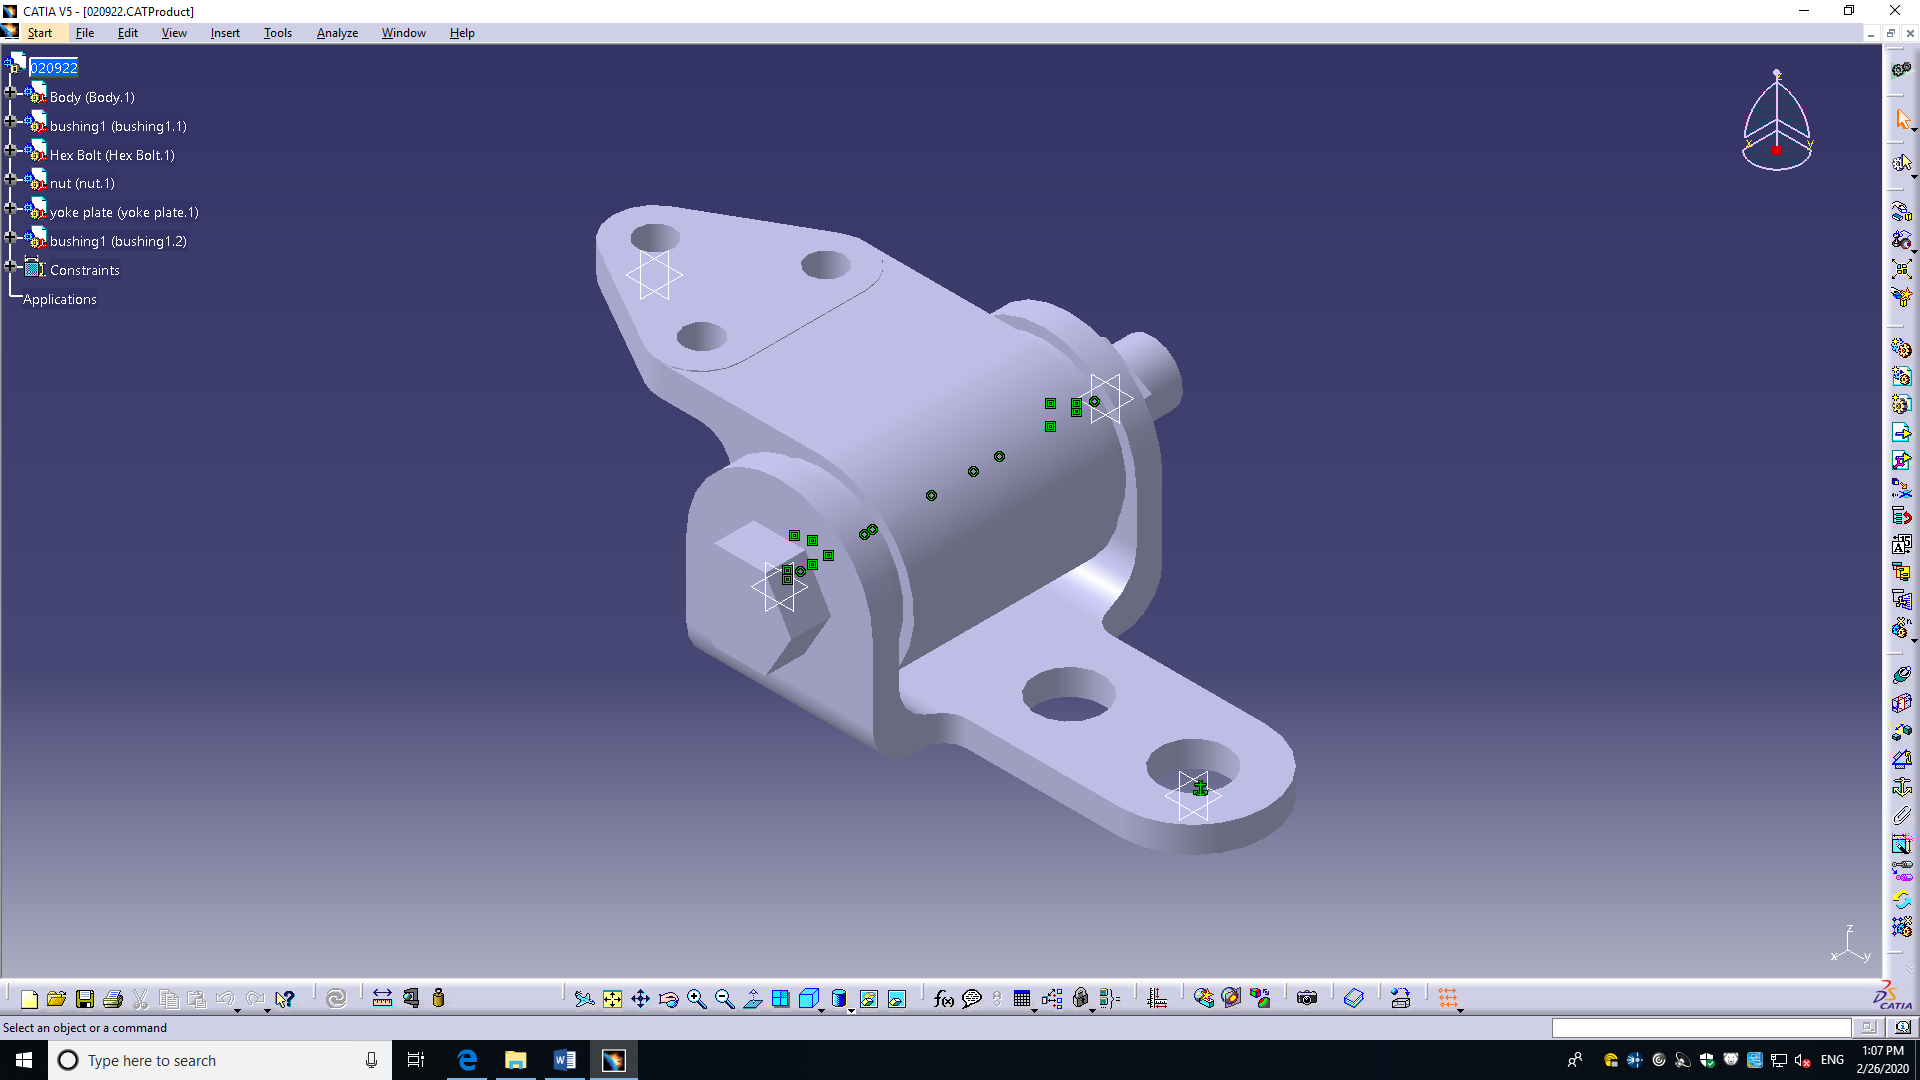 CATIA V5 - [020922.CATProduct]
Start File Edit View Insert Tools Analyze Window Help
020922
Body (Body.1)
bushing1 (bushing1.1)
Hex Bolt (Hex Bolt.1)
nut (nut.1)
yoke plate (yoke plate.1)
bushing1 (bushing1.2)
Constraints
Applications
z
x y
z
x y
f(x)
CATIA
Select an object or a command
Type here to search
ENG
1:07 PM
2/26/2020